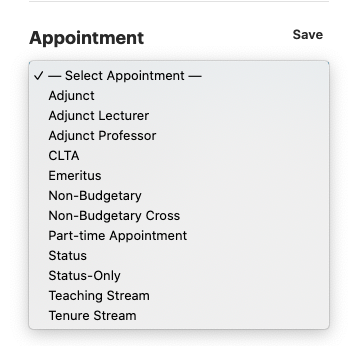 Appointment
Save
✓ — Select Appointment —
Adjunct
Adjunct Lecturer
Adjunct Professor
CLTA
Emeritus
Non-Budgetary
Non-Budgetary Cross
Part-time Appointment
Status
Status-Only
Teaching Stream
Tenure Stream